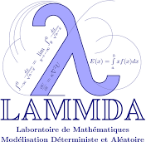 λ
LAMMDA
Laboratoire de Mathématiques
Modélisation Déterministe et Aléatoire